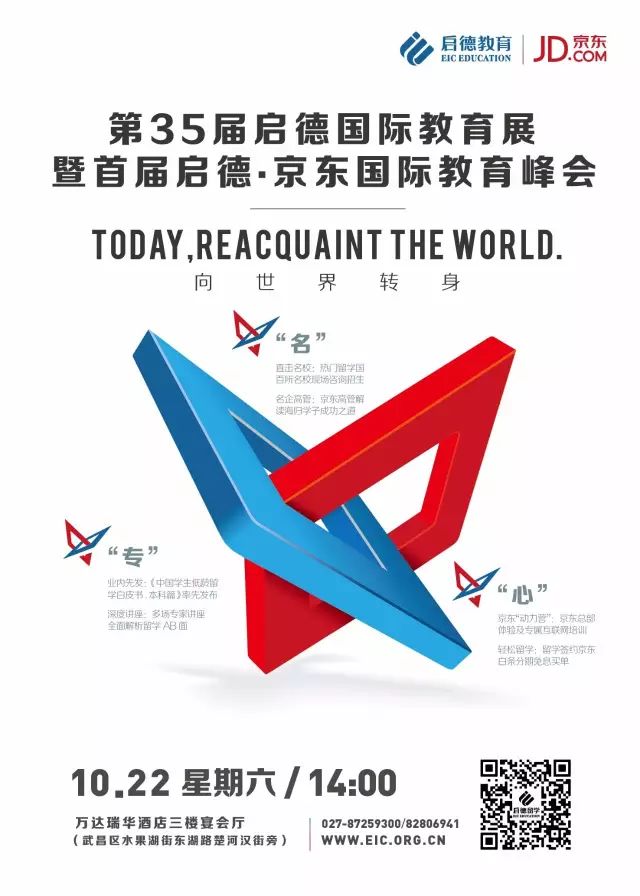 启德教育
EIC EDUCATION
JD.京东
.COM
第35届启德国际教育展
暨首届启德·京东国际教育峰会
TODAY,REACQUAINT THE WORLD.
向世界转身
“名”
直击名校：热门留学国
百所名校现场咨询招生
名企高管：京东高管解
读海归学子成功之道
“专”
业内先发：《中国学生低龄留
学白皮书.本科篇》率先发布
深度讲座：多场专家讲座
全面解析留学AB面
“心”
京东“动力营”：京东总部
体验及专属互联网培训
轻松留学：留学签约京东
白条分期免息买单
10.22 星期六/14:00
万达瑞华酒店三楼宴会厅
（武昌区水果湖街东湖路楚河汉街旁）
027-87259300/82806941
WWW.EIC.ORG.CN
启德留学